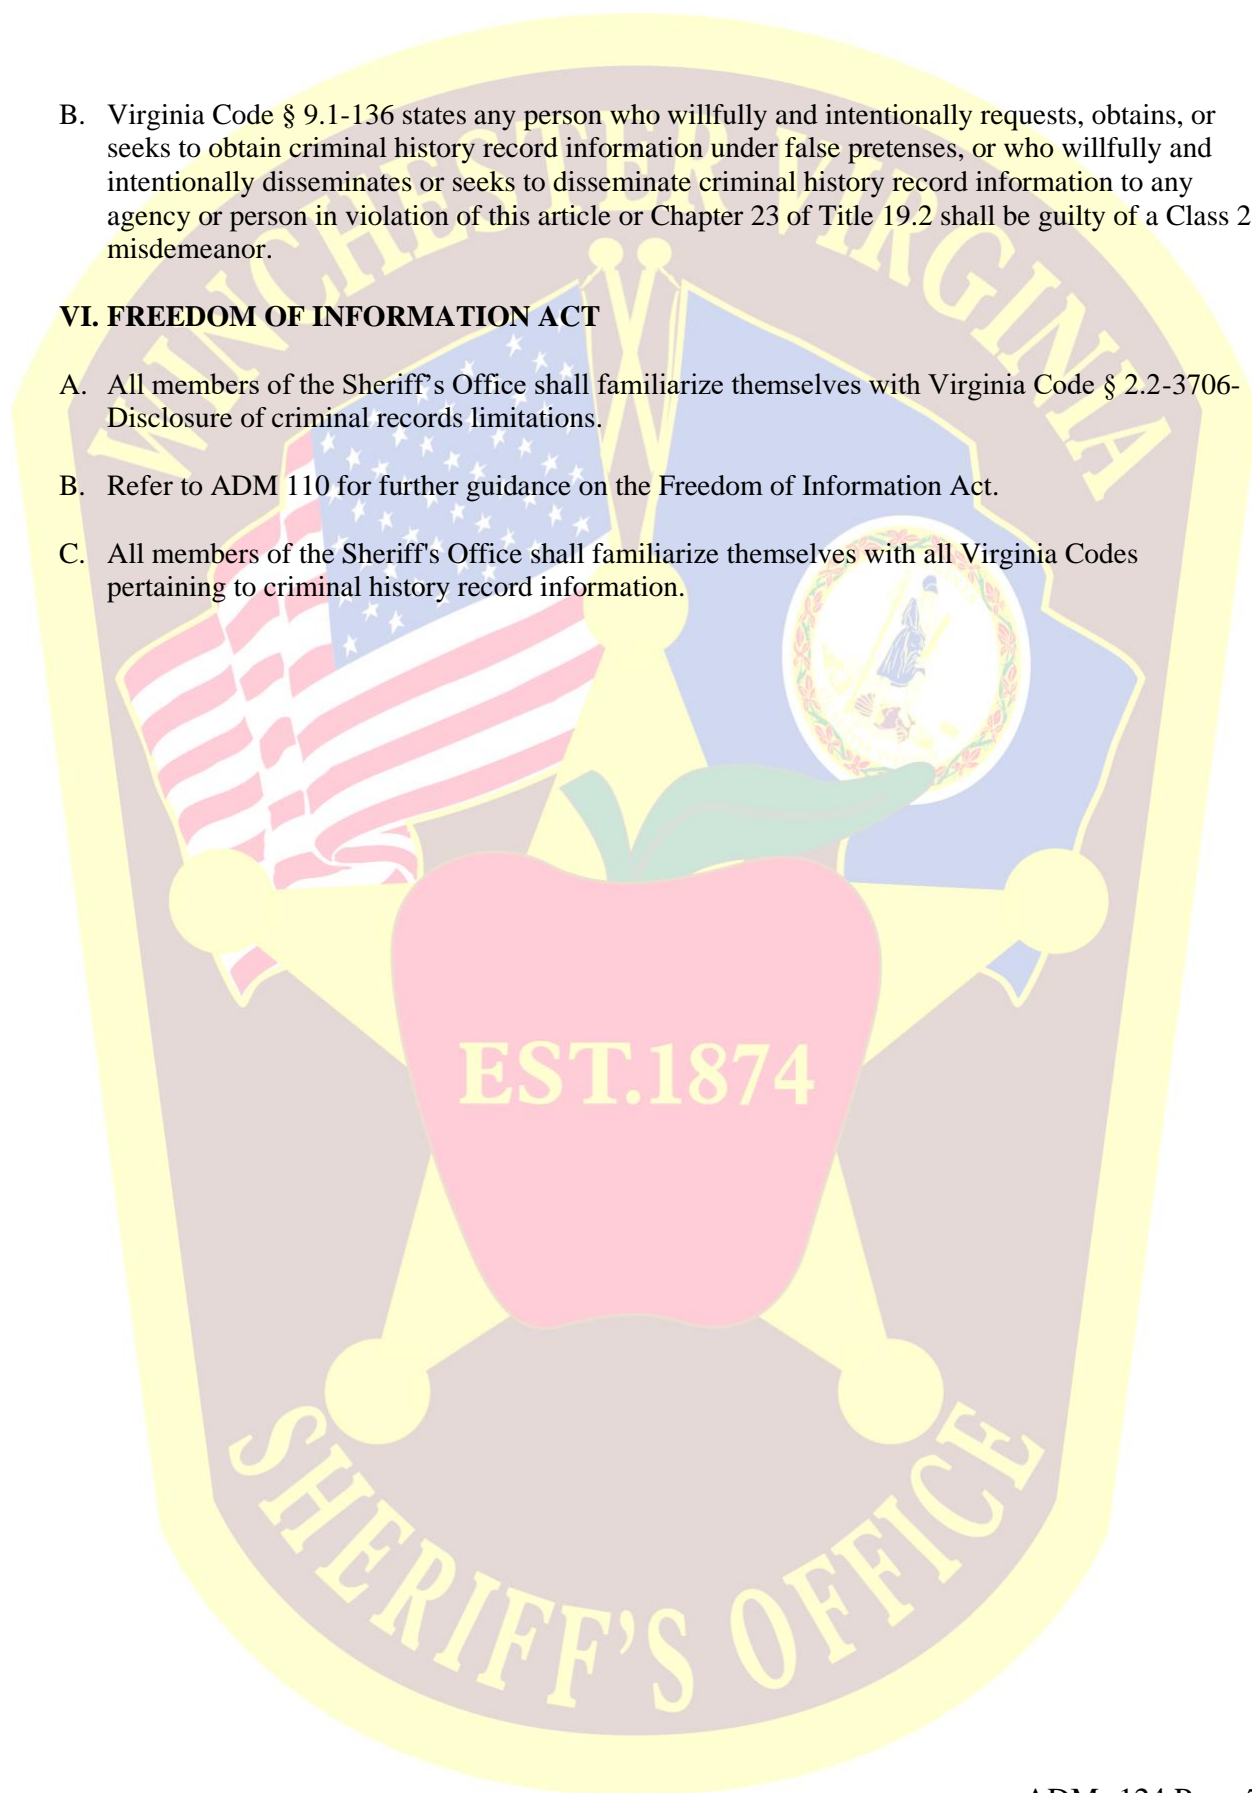 B. Virginia Code § 9.1-136 states any person who willfully and intentionally requests, obtains, or
seeks to obtain criminal history record information under false pretenses, or who willfully and
intentionally disseminates or seeks to disseminate criminal history record information to any
agency or person in violation of this article or Chapter 23 of Title 19.2 shall be guilty of a Class 2
misdemeanor.
VI. FREEDOM OF INFORMATION ACT
A. All members of the Sheriff's Office shall familiarize themselves with Virginia Code § 2.2-3706-
Disclosure of criminal records limitations.
B. Refer to ADM 110 for further guidance on the Freedom of Information Act.
C. All members of the Sheriff's Office shall familiarize themselves with all Virginia Codes
pertaining to criminal history record information.
WINCHESTER VIRGINIA
EST.1874
SHERIFF'S OFFICE